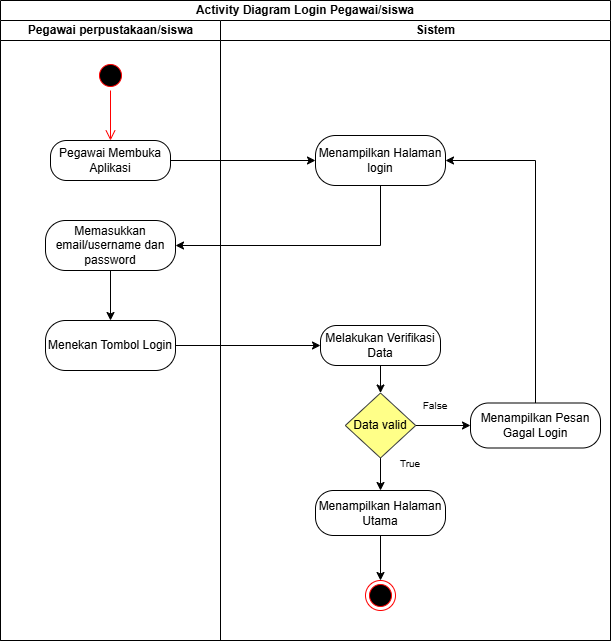 Activity Diagram Login Pegawai/siswa
Pegawai perpustakaan/siswa
Sistem
Pegawai Membuka
Aplikasi
Menampilkan Halaman
login
Memasukkan
email/username dan
password
Menekan Tombol Login
Melakukan Verifikasi
Data
Data valid
False
Menampilkan Pesan
Gagal Login
True
Menampilkan Halaman
Utama